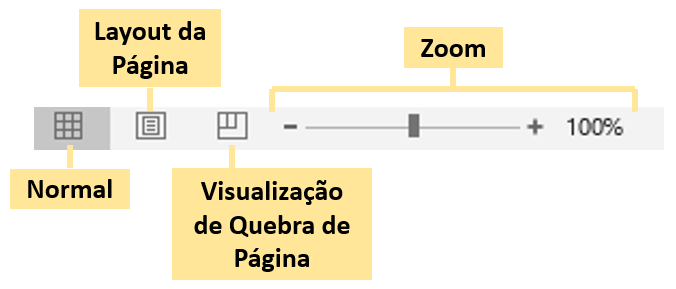 Layout da
Página
Zoom
100%
Normal
Visualização
de Quebra de
Página